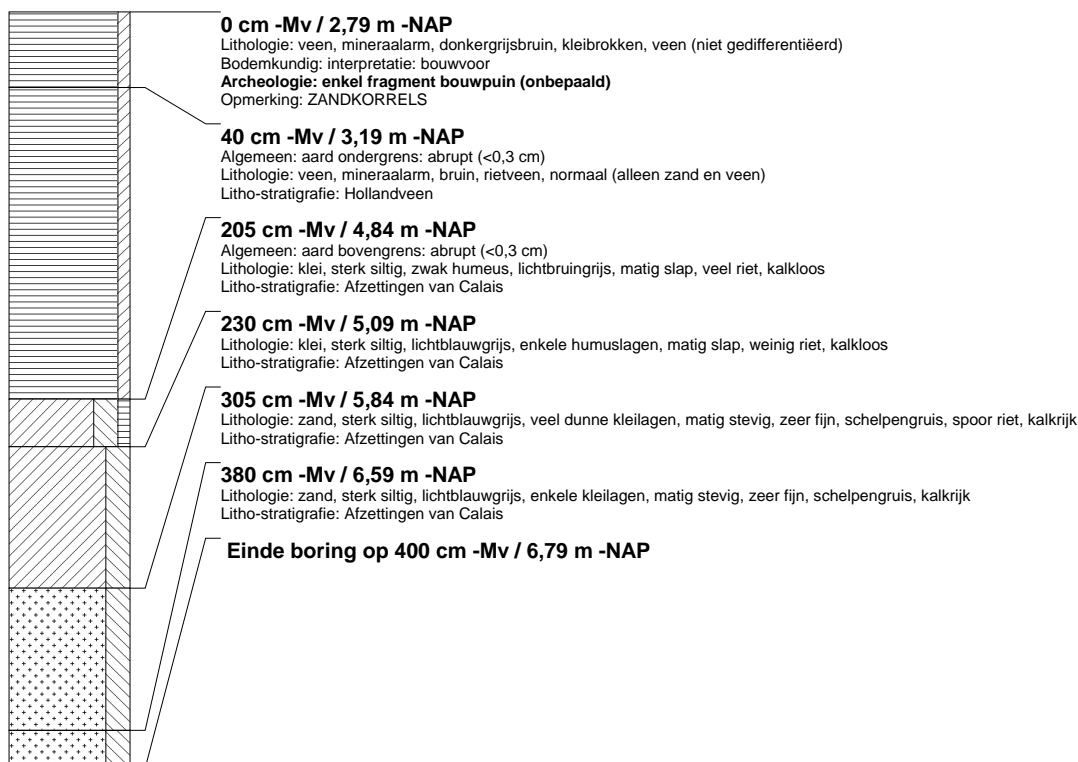 0 cm -Mv / 2,79 m -NAP
Lithologie: veen, mineraalarm, donkergrijsbruin, kleibrokken, veen (niet gedifferentiëerd)
Bodemkundig: interpretatie: bouwvoor
Archeologie: enkel fragment bouwpuin (onbepaald)
Opmerking: ZANDKORRELS
40 cm -Mv / 3,19 m -NAP
Algemeen: aard ondergrens: abrupt (<0,3 cm)
Lithologie: veen, mineraalarm, bruin, rietveen, normaal (alleen zand en veen)
Litho-stratigrafie: Hollandveen
205 cm -Mv / 4,84 m -NAP
Algemeen: aard bovengrens: abrupt (<0,3 cm)
Lithologie: klei, sterk siltig, zwak humeus, lichtbruingrijs, matig slap, veel riet, kalkloos
Litho-stratigrafie: Afzettingen van Calais
230 cm -Mv / 5,09 m -NAP
Lithologie: klei, sterk siltig, lichtblauwgrijs, enkele humuslagen, matig slap, weinig riet, kalkloos
Litho-stratigrafie: Afzettingen van Calais
305 cm -Mv / 5,84 m -NAP
Lithologie: zand, sterk siltig, lichtblauwgrijs, veel dunne kleilagen, matig stevig, zeer fijn, schelpengruis, spoor riet, kalkrijk
Litho-stratigrafie: Afzettingen van Calais
380 cm -Mv / 6,59 m -NAP
Lithologie: zand, sterk siltig, lichtblauwgrijs, enkele kleilagen, matig stevig, zeer fijn, schelpengruis, kalkrijk
Litho-stratigrafie: Afzettingen van Calais
Einde boring op 400 cm -Mv / 6,79 m -NAP